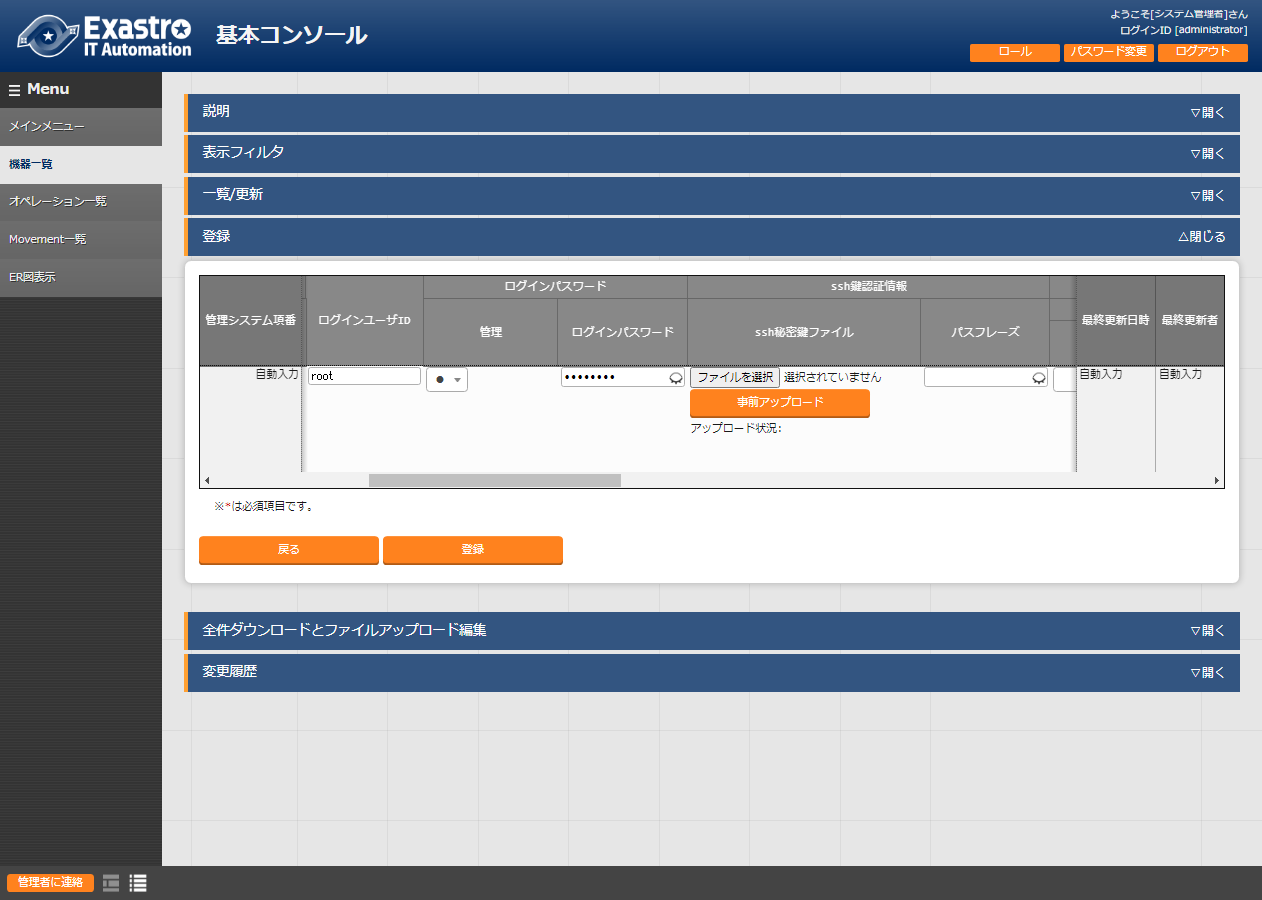 Exastro
IT Automation
基本コンソール
ようこそ[システム管理者]さん
ログインID [administrator]
ロール
パスワード変更
ログアウト
Menu
メインメニュー
機器一覧
オペレーション一覧
Movement一覧
ER図表示
説明
▽開く
表示フィルタ
▽開く
一覧/更新
▽開く
登録
△閉じる
ログインパスワード
ssh鍵認証情報
管理システム項番
ログインユーザID
管理
ログインパスワード
ssh秘密鍵ファイル
パスフレーズ
最終更新日時
最終更新者
自動入力
root
●
••••••••
ファイルを選択 選択されていません
自動入力
自動入力
事前アップロード
アップロード状況:
※*は必須項目です。
戻る
登録
全件ダウンロードとファイルアップロード編集
▽開く
変更履歴
▽開く
管理者に連絡